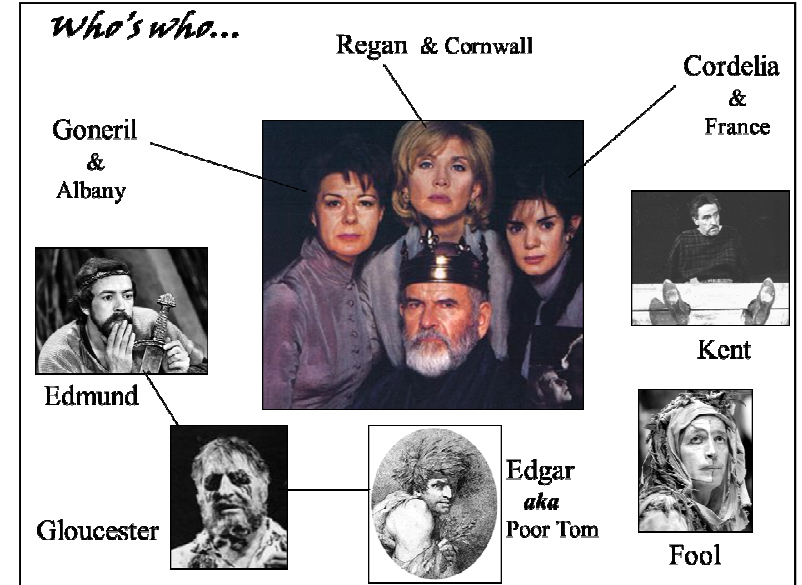 Who's who...
Regan & Cornwall
Cordelia
&
France
Goneril
&
Albany
Kent
Edmund
Edgar
aka
Poor Tom
Gloucester
Fool